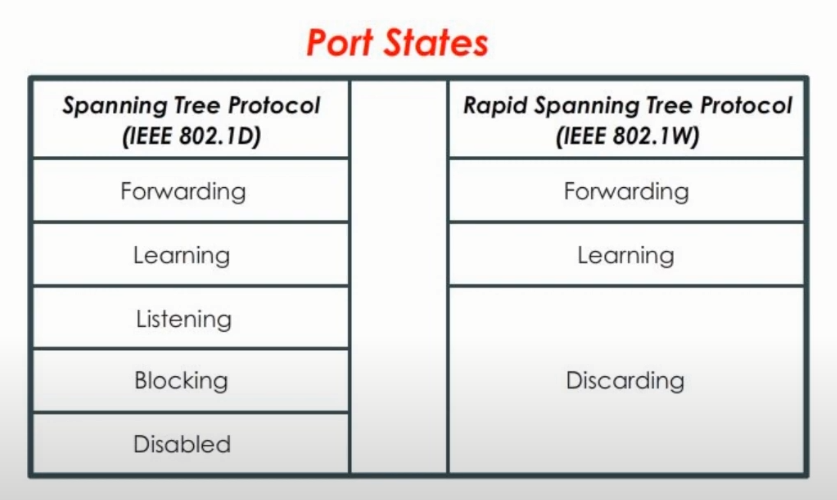 Port States
Spanning Tree Protocol
(IEEE 802.1D)
Rapid Spanning Tree Protocol
(IEEE 802.1W)
Forwarding
Forwarding
Learning
Learning
Listening
Blocking
Discarding
Disabled